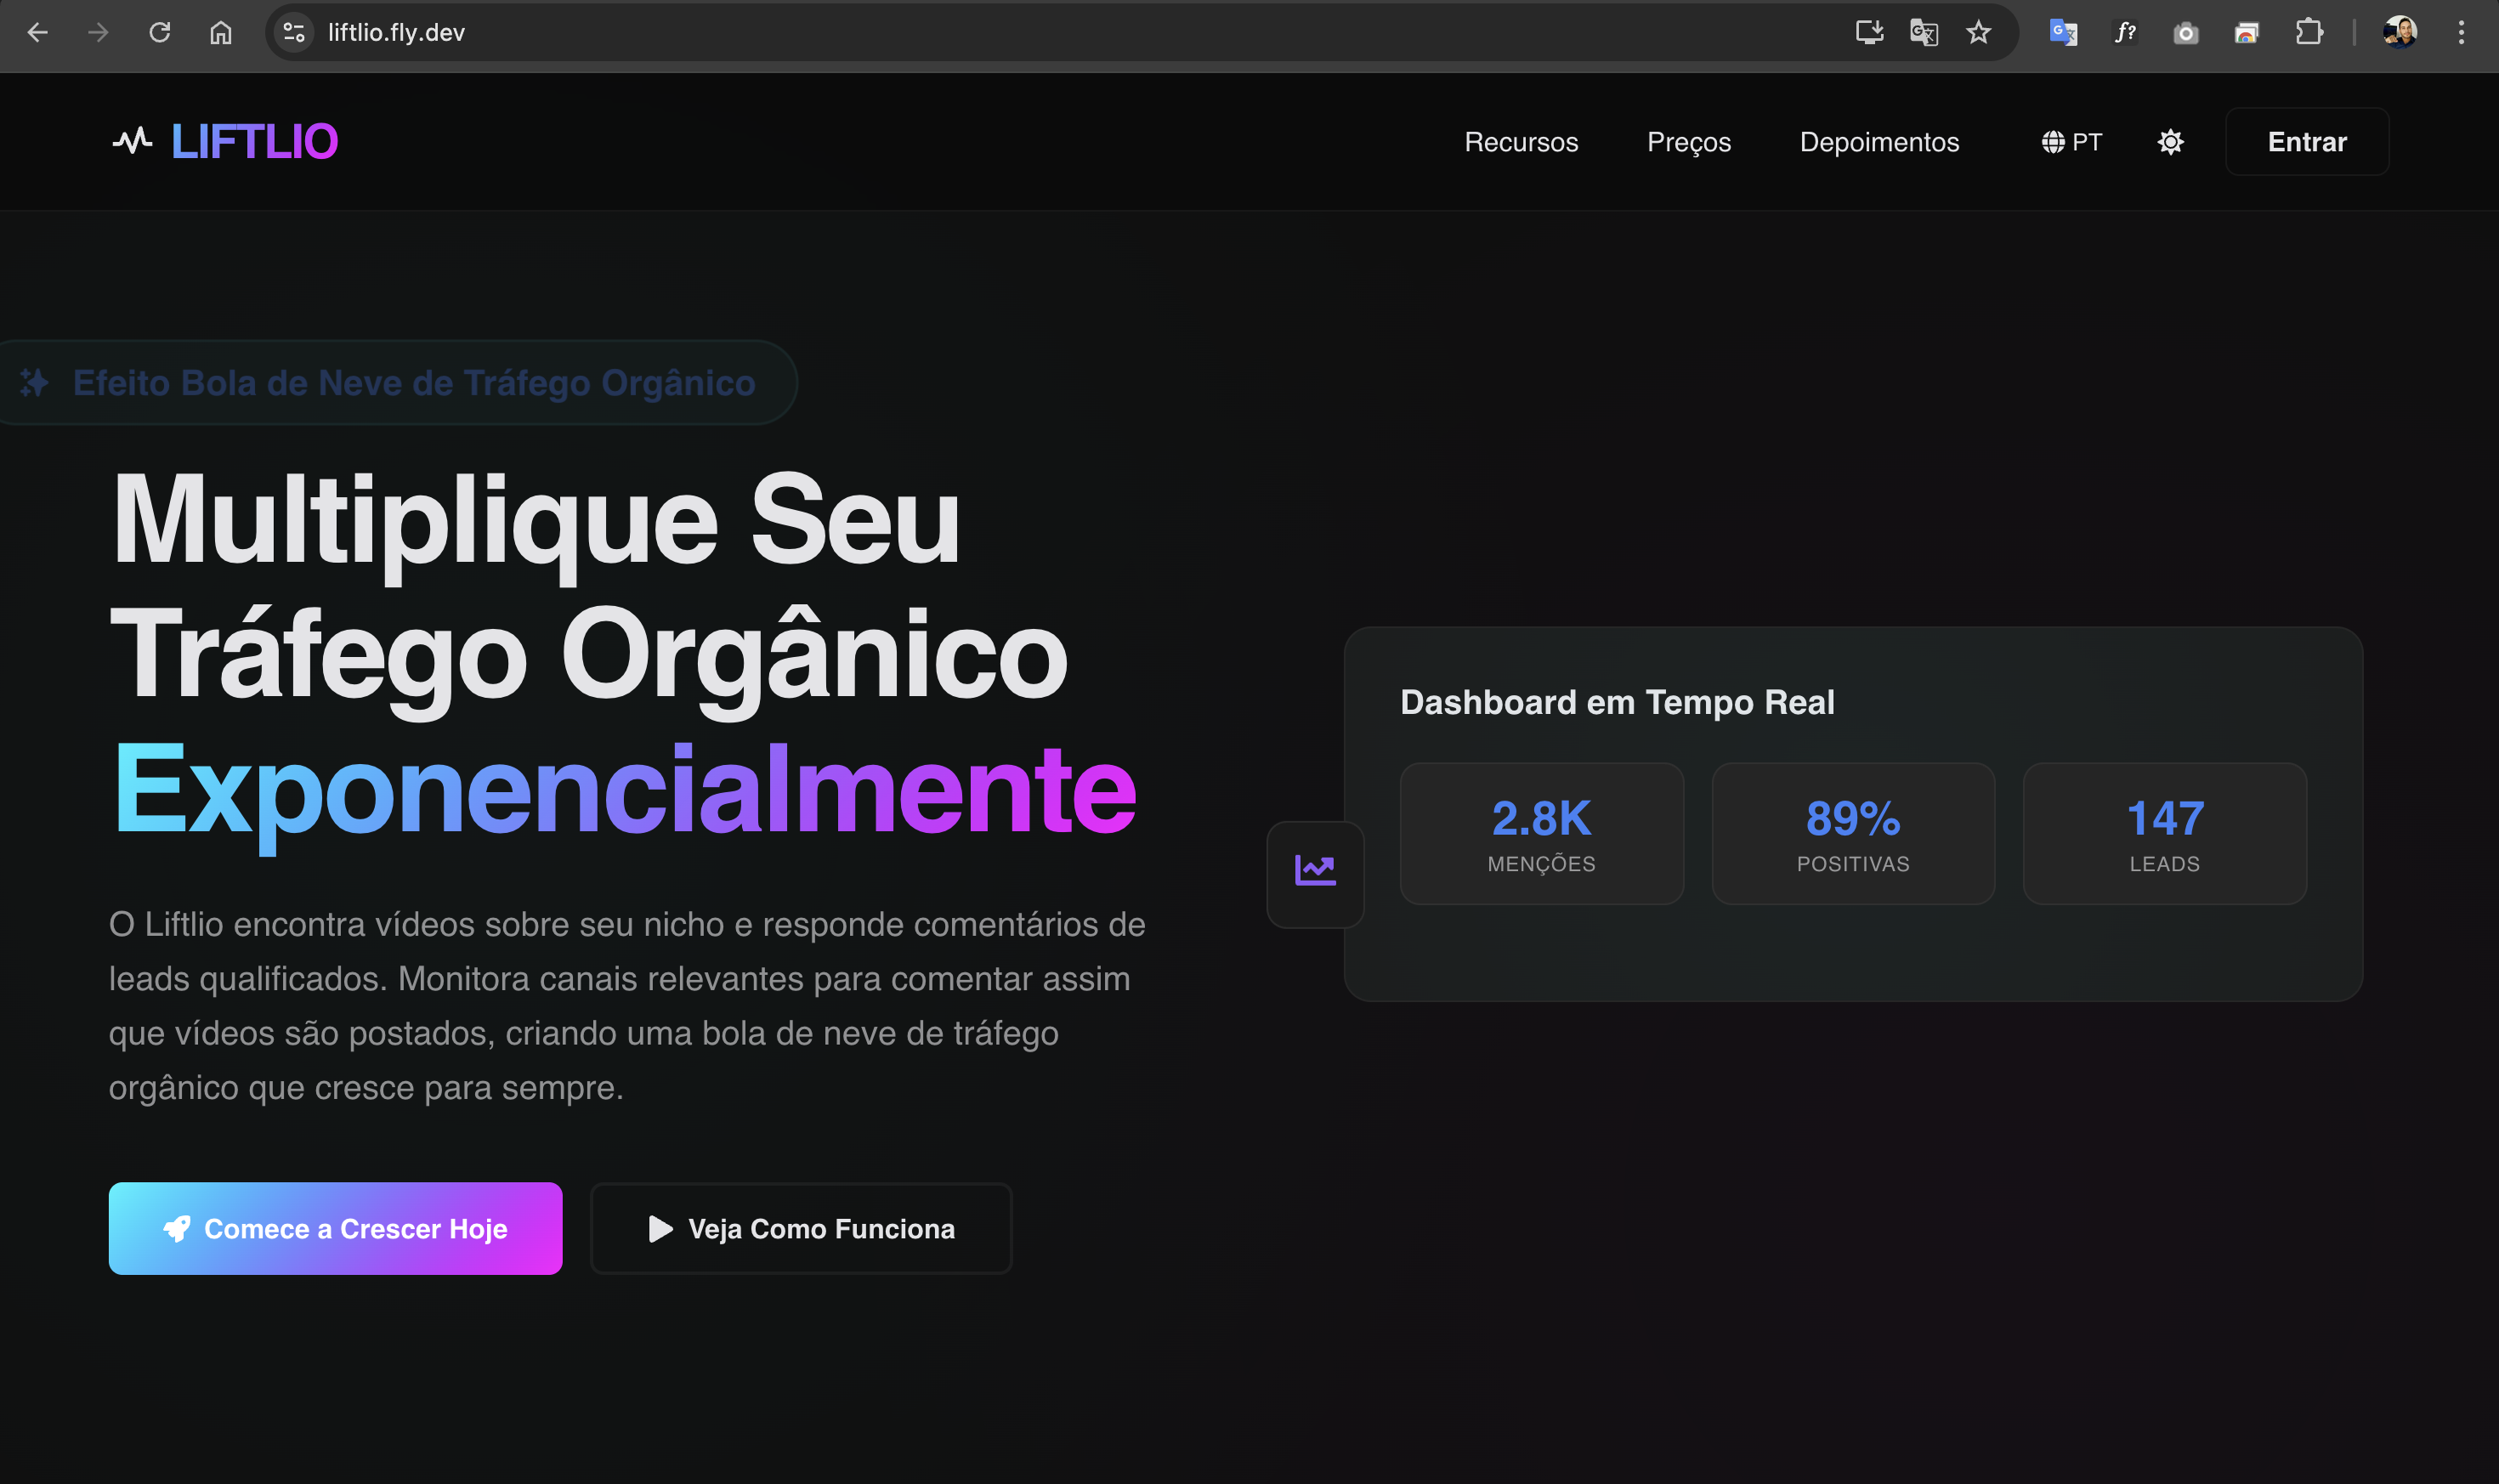 liftlio.fly.dev
LIFTLIO
Recursos
Preços
Depoimentos
PT
Entrar
Efeito Bola de Neve de Tráfego Orgânico
Multiplique Seu
Tráfego Orgânico
Exponencialmente
O Liftlio encontra vídeos sobre seu nicho e responde comentários de
leads qualificados. Monitora canais relevantes para comentar assim
que vídeos são postados, criando uma bola de neve de tráfego
orgânico que cresce para sempre.
Comece a Crescer Hoje
Veja Como Funciona
Dashboard em Tempo Real
2.8K
MENÇÕES
89%
POSITIVAS
147
LEADS